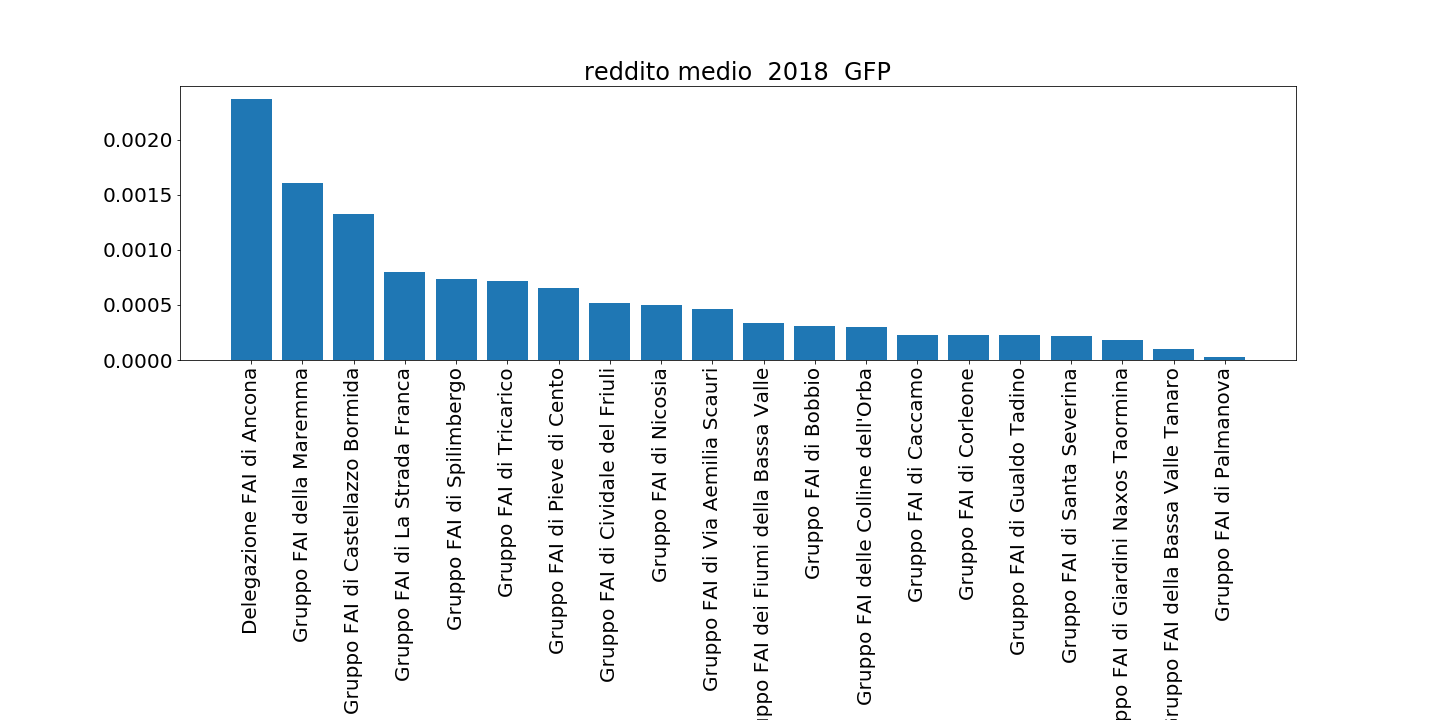 reddito medio 2018 GFP
0.0020
0.0015
0.0010
0.0005
0.0000
Delegazione FAI di Ancona
Gruppo FAI della Maremma
Gruppo FAI di Castellazzo Bormida
Gruppo FAI di La Strada Franca
Gruppo FAI di Spilimbergo
Gruppo FAI di Tricarico
Gruppo FAI di Pieve di Cento
Gruppo FAI di Cividale del Friuli
Gruppo FAI di Nicosia
Gruppo FAI di Via Aemilia Scauri
uppo FAI dei Fiumi della Bassa Valle
Gruppo FAI di Bobbio
Gruppo FAI delle Colline dell'Orba
Gruppo FAI di Caccamo
Gruppo FAI di Corleone
Gruppo FAI di Gualdo Tadino
Gruppo FAI di Santa Severina
ppo FAI di Giardini Naxos Taormina
ruppo FAI della Bassa Valle Tanaro
Gruppo FAI di Palmanova